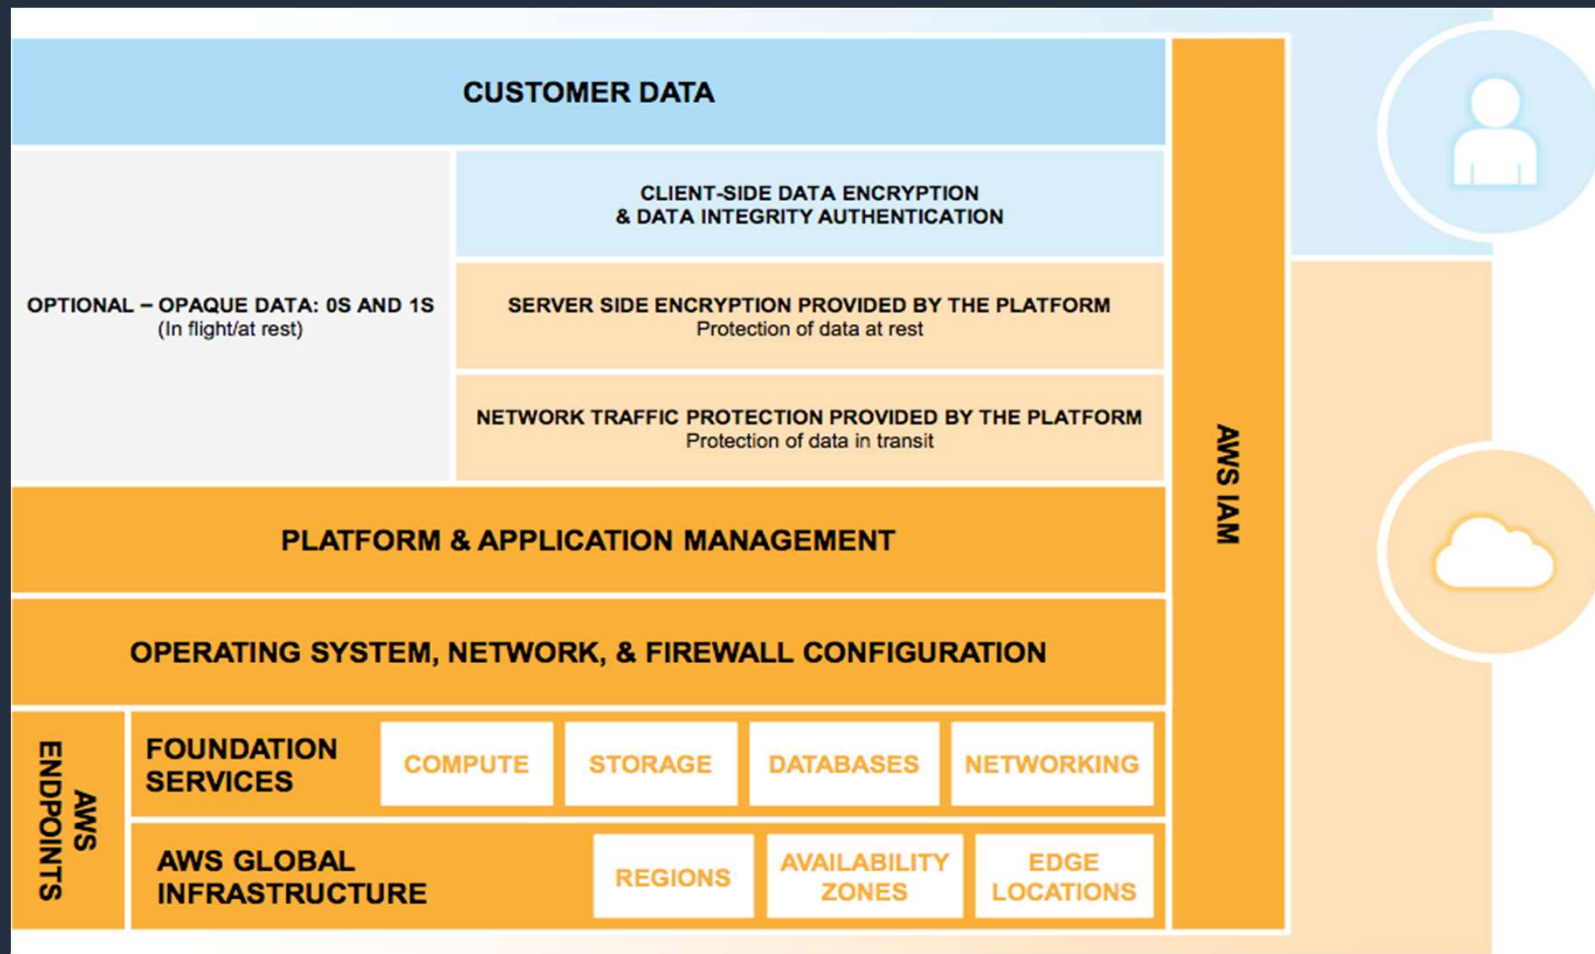 CUSTOMER DATA
CLIENT-SIDE DATA ENCRYPTION
& DATA INTEGRITY AUTHENTICATION
OPTIONAL – OPAQUE DATA: 0S AND 1S
(In flight/at rest)
SERVER SIDE ENCRYPTION PROVIDED BY THE PLATFORM
Protection of data at rest
NETWORK TRAFFIC PROTECTION PROVIDED BY THE PLATFORM
Protection of data in transit
AWS IAM
PLATFORM & APPLICATION MANAGEMENT
OPERATING SYSTEM, NETWORK, & FIREWALL CONFIGURATION
AWS
ENDPOINTS
FOUNDATION
SERVICES
COMPUTE
STORAGE
DATABASES
NETWORKING
AWS GLOBAL
INFRASTRUCTURE
REGIONS
AVAILABILITY
ZONES
EDGE
LOCATIONS